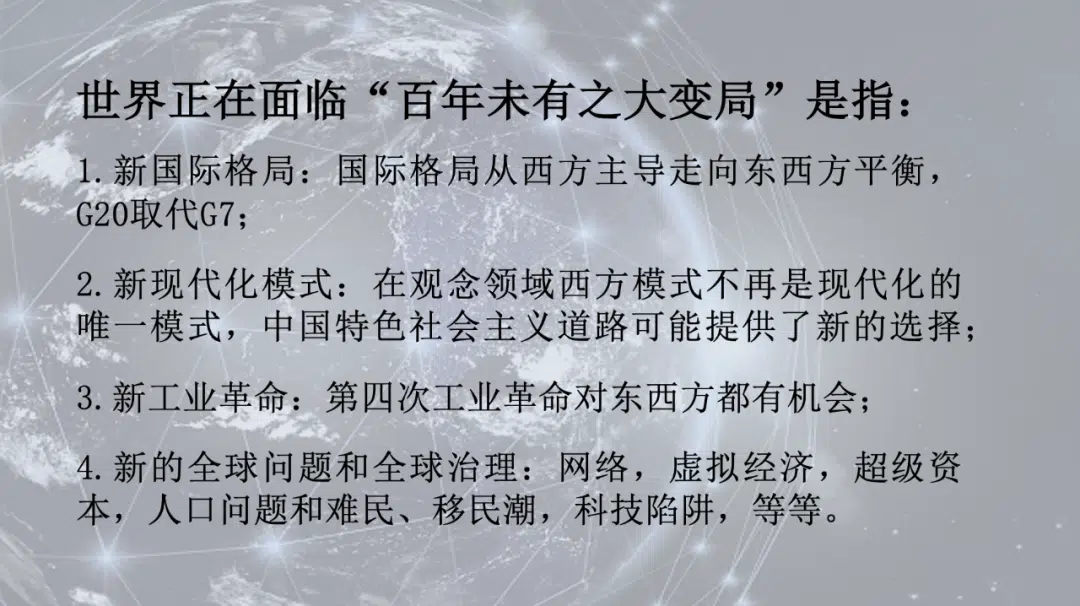 世界正在面临“百年未有之大变局”是指：
1.新国际格局：国际格局从西方主导走向东西方平衡，
G20取代G7；
2.新现代化模式：在观念领域西方模式不再是现代化的
唯一模式，中国特色社会主义道路可能提供了新的选择；
3.新工业革命：第四次工业革命对东西方都有机会；
4.新的全球问题和全球治理：网络，虚拟经济，超级资
本，人口问题和难民、移民潮，科技陷阱，等等。